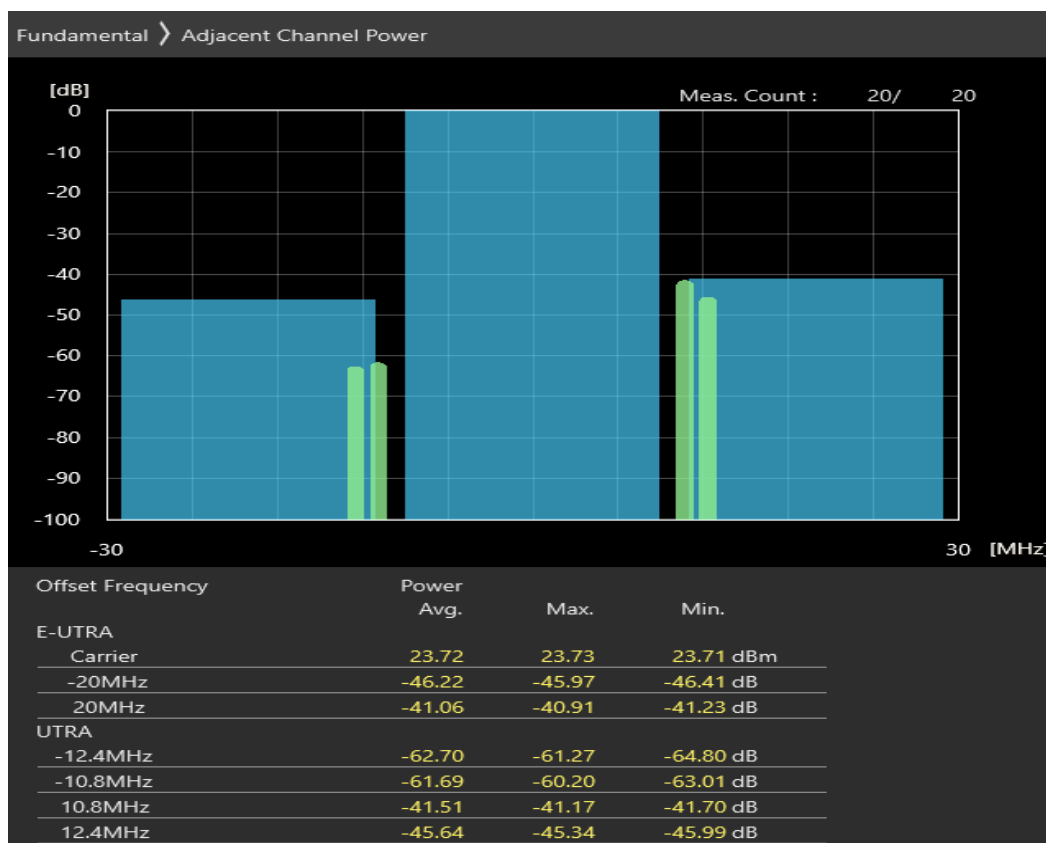 Fundamental 〉 Adjacent Channel Power
[dB]
Meas. Count : 20/ 20
0
-10
-20
-30
-40
-50
-60
-70
-80
-90
-100
-30 30 [MHz]
Offset Frequency Power
Avg. Max. Min.
E-UTRA
Carrier 23.72 23.73 23.71 dBm
-20MHz -46.22 -45.97 -46.41 dB
20MHz -41.06 -40.91 -41.23 dB
UTRA
-12.4MHz -62.70 -61.27 -64.80 dB
-10.8MHz -61.69 -60.20 -63.01 dB
10.8MHz -41.51 -41.17 -41.70 dB
12.4MHz -45.64 -45.34 -45.99 dB